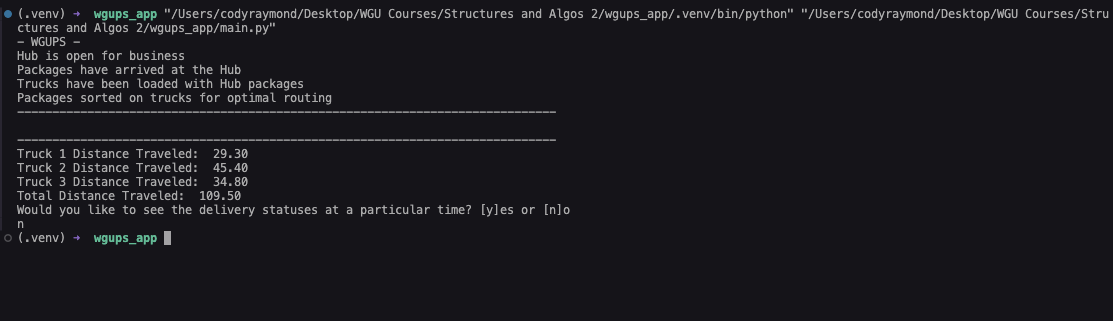 (.venv) → wgups_app "/Users/codyraymond/Desktop/WGU Courses/Structures and Algos 2/wgups_app/.venv/bin/python" "/Users/codyraymond/Desktop/WGU Courses/Stru
ctures and Algos 2/wgups_app/main.py"
- WGUPS -
Hub is open for business
Packages have arrived at the Hub
Trucks have been loaded with Hub packages
Packages sorted on trucks for optimal routing
-----------------------------------------------------------------------------
-----------------------------------------------------------------------------
Truck 1 Distance Traveled:  29.30
Truck 2 Distance Traveled:  45.40
Truck 3 Distance Traveled:  34.80
Total Distance Traveled:  109.50
Would you like to see the delivery statuses at a particular time? [y]es or [n]o
n
(.venv) → wgups_app